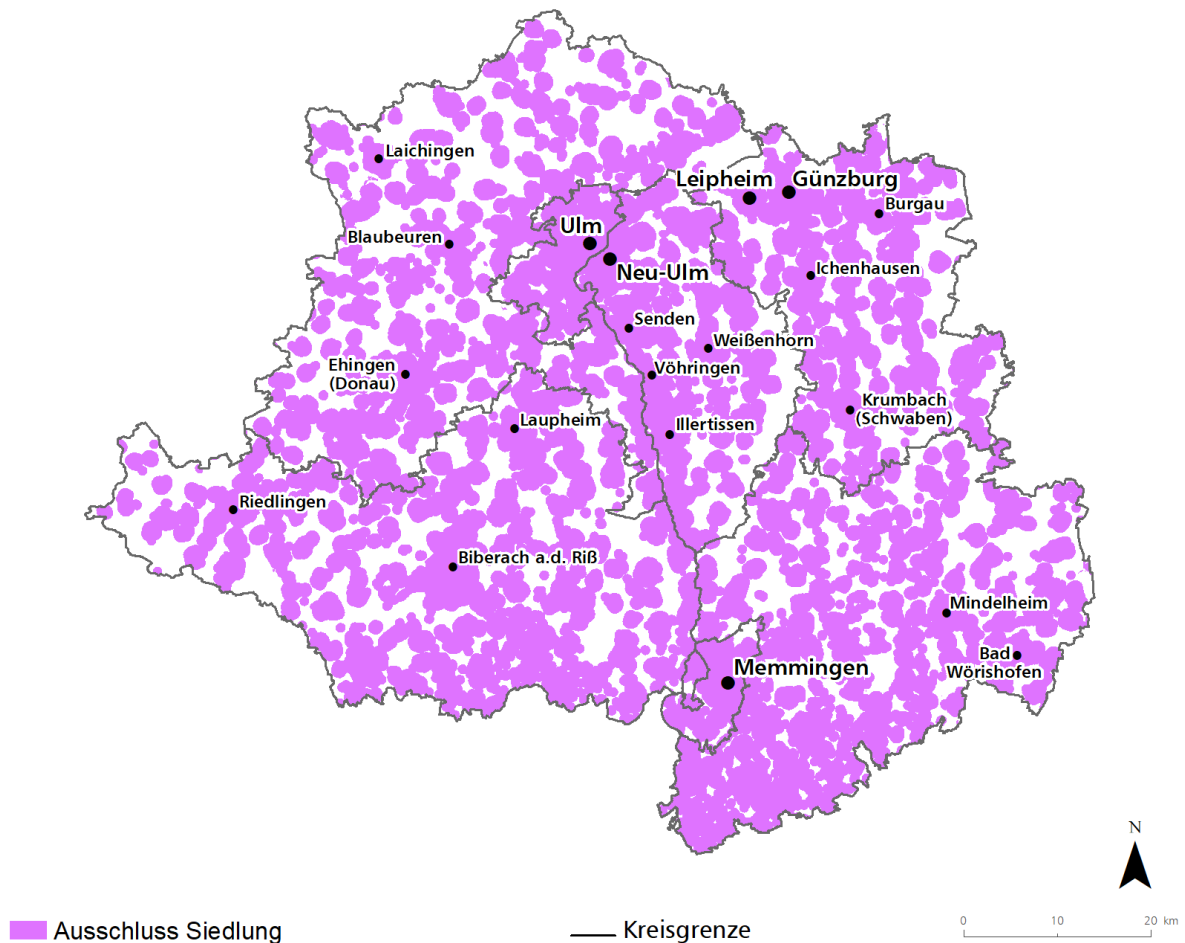 Laichingen
Leipheim
Günzburg
Burgau
Ulm
Blaubeuren
Neu-Ulm
Ichenhausen
Senden
Weißenhorn
Ehingen
(Donau)
Vöhringen
Krumbach
(Schwaben)
Laupheim
Illertissen
Riedlingen
Biberach a.d. Riß
Mindelheim
Bad
Wörishofen
Memmingen
N
0 10 20 km
Ausschluss Siedlung
Kreisgrenze